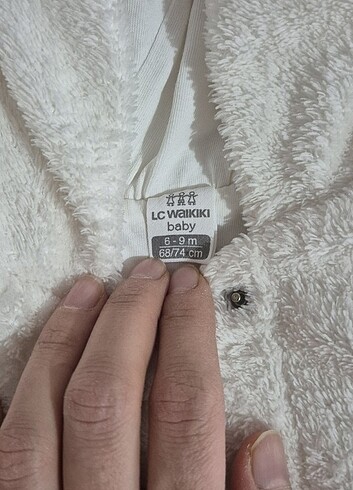 LC WAIKIKI
baby
6 - 9 m
68/74 cm